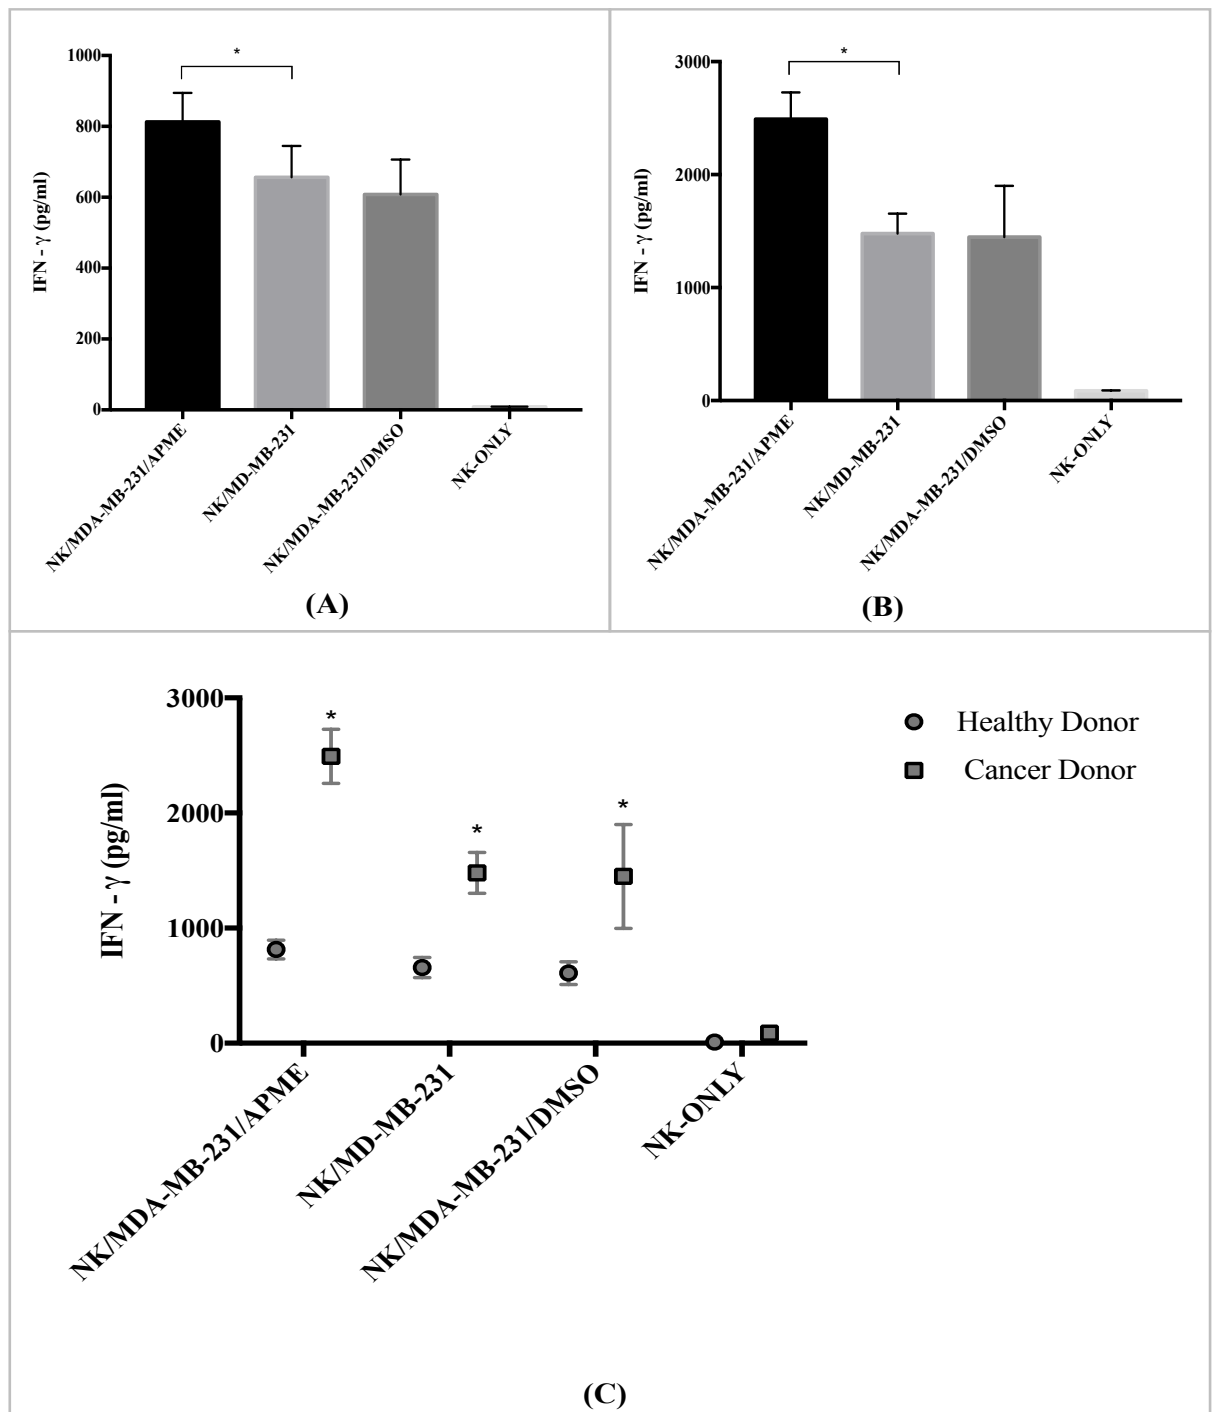 *
1000
800
600
400
200
0
IFN - γ (pg/ml)
NK/MDA-MB-231/APME
NK/MD-MB-231
NK/MDA-MB-231/DMSO
NK-ONLY
(A)
*
3000
2000
1000
0
IFN - γ (pg/ml)
NK/MDA-MB-231/APME
NK/MD-MB-231
NK/MDA-MB-231/DMSO
NK-ONLY
(B)
3000
2000
1000
0
IFN - γ (pg/ml)
*
*
*
Healthy Donor
Cancer Donor
NK/MDA-MB-231/APME
NK/MD-MB-231
NK/MDA-MB-231/DMSO
NK-ONLY
(C)